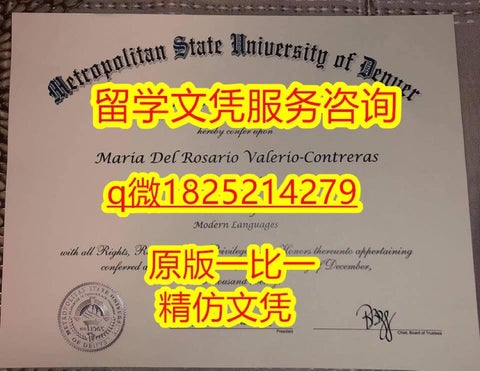 Metropolitan State University of Denver
留学文凭服务咨询
hereby confer upon
Maria Del Rosario Valerio-Contreras
q微1825214279
Modern Languages
with all Rights, Honors thereunto appertaining
原版一比一
conferred of December,
精仿文凭
President
Chair, Board of Trustees